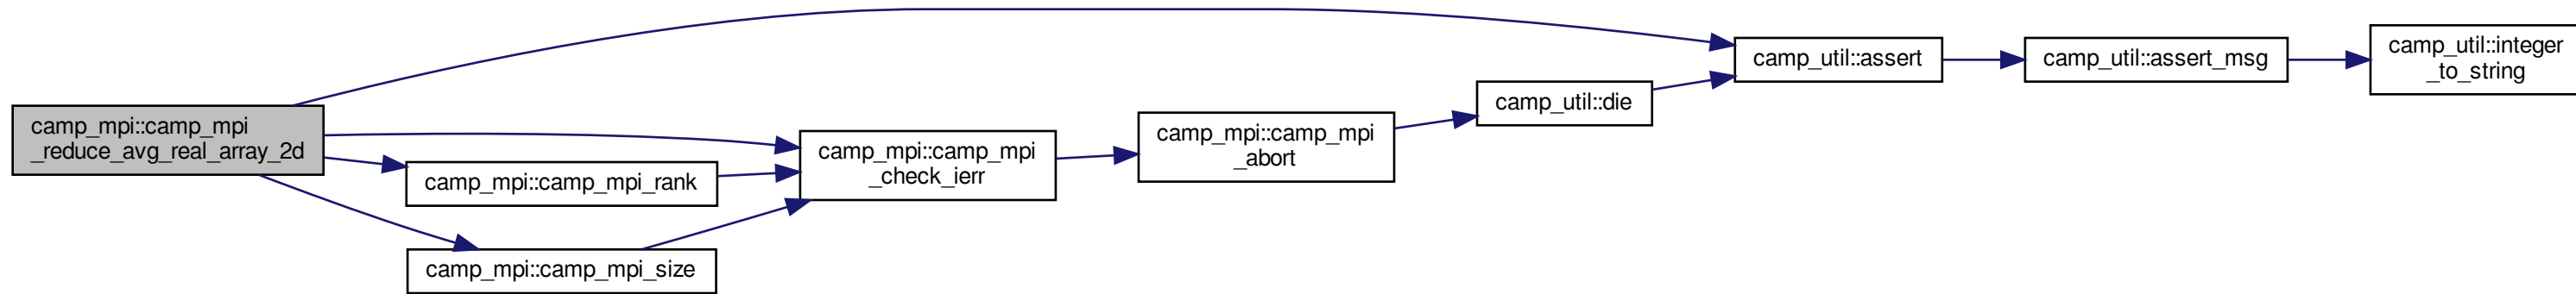 camp_mpi::camp_mpi
_reduce_avg_real_array_2d
camp_mpi::camp_mpi_rank
camp_mpi::camp_mpi_size
camp_mpi::camp_mpi
_check_ierr
camp_mpi::camp_mpi
_abort
camp_util::die
camp_util::assert
camp_util::assert_msg
camp_util::integer
_to_string